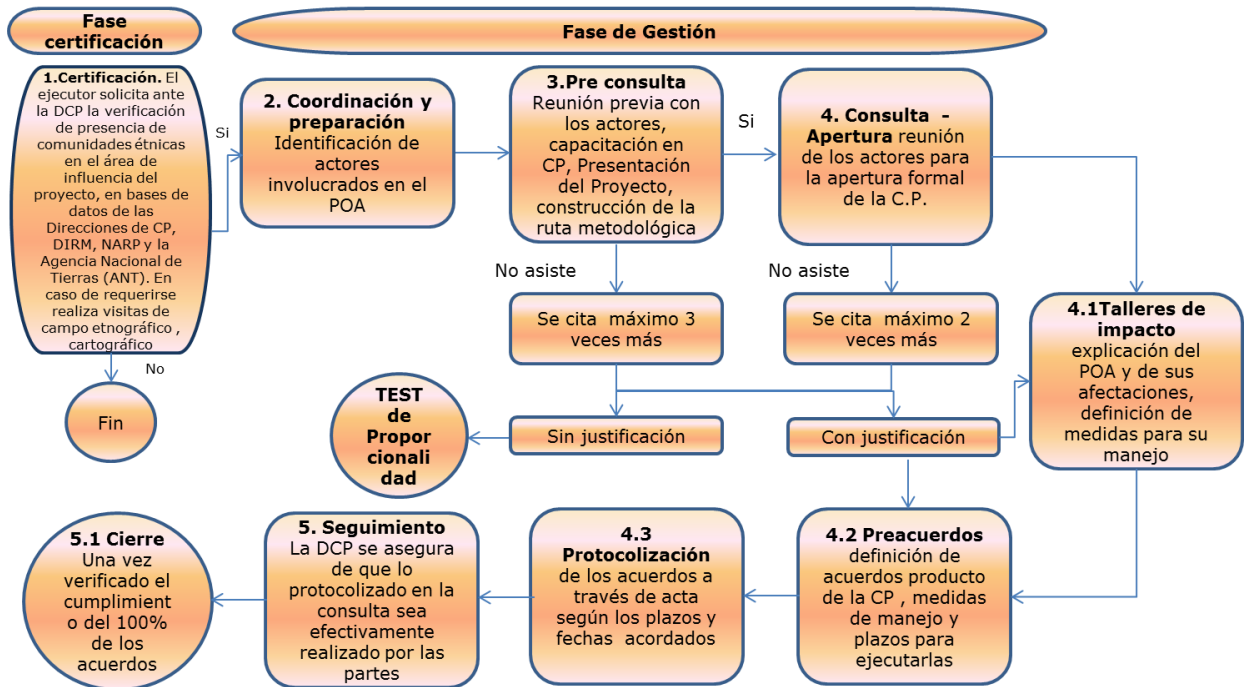 Fase
certificación
Fase de Gestión
1.Certificación. El
ejecutor solicita ante
la DCP la verificación
de presencia de
comunidades étnicas
en el área de
influencia del
proyecto, en bases de
datos de las
Direcciones de CP,
DIRM, NARP y la
Agencia Nacional de
Tierras (ANT). En
caso de requerirse
realiza visitas de
campo etnográfico ,
cartográfico
Si
No
Fin
2. Coordinación y
preparación
Identificación de
actores
involucrados en el
POA
3.Pre consulta
Reunión previa con
los actores,
capacitación en
CP, Presentación
del Proyecto,
construcción de la
ruta metodológica
Si
4. Consulta -
Apertura reunión
de los actores para
la apertura formal
de la C.P.
No asiste
No asiste
Se cita máximo 3
veces más
Se cita máximo 2
veces más
4.1Talleres de
impacto
explicación del
POA y de sus
afectaciones,
definición de
medidas para su
manejo
TEST
de
Propor
cionali
dad
Sin justificación
Con justificación
5.1 Cierre
Una vez
verificado el
cumplimient
o del 100%
de los
acuerdos
5. Seguimiento
La DCP se asegura
de que lo
protocolizado en la
consulta sea
efectivamente
realizado por las
partes
4.3
Protocolización
de los acuerdos a
través de acta
según los plazos y
fechas acordados
4.2 Preacuerdos
definición de
acuerdos producto
de la CP , medidas
de manejo y
plazos para
ejecutarlas